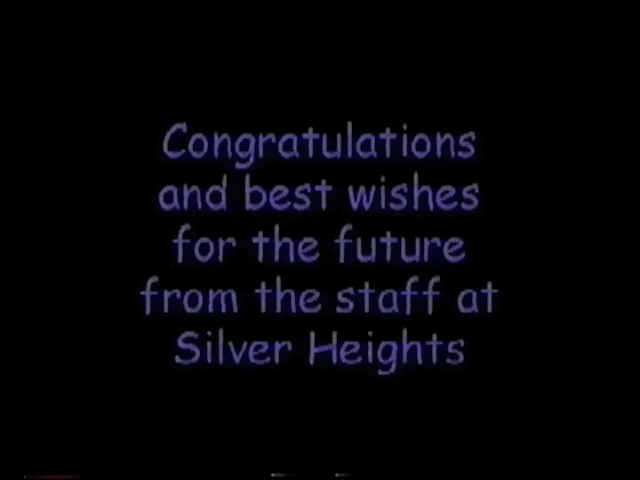 Congratulations
and best wishes
for the future
from the staff at
Silver Heights